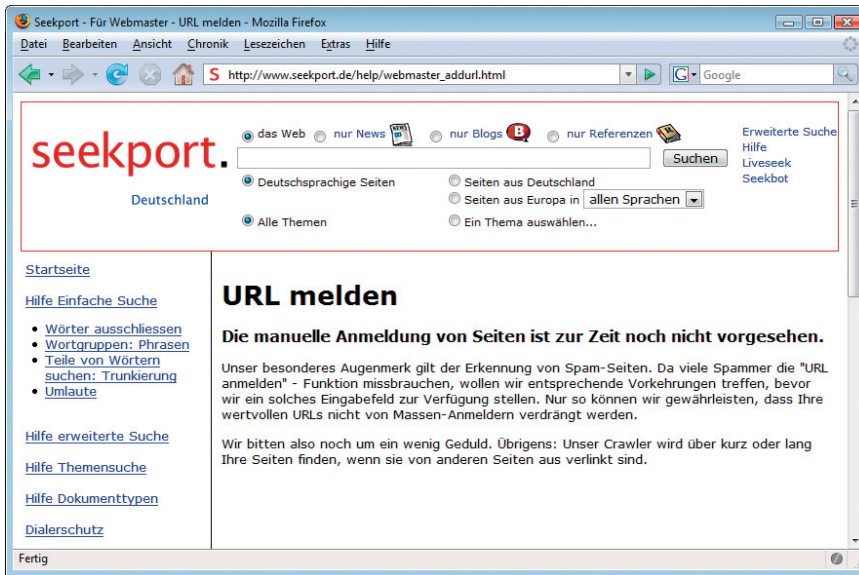 Seekport - Für Webmaster - URL melden - Mozilla Firefox
Datei Bearbeiten Ansicht Chronik Lesezeichen Extras Hilfe
S http://www.seekport.de/help/webmaster_addurl.html G Google
das Web nur News NEWS nur Blogs B nur Referenzen Erweiterte Suche
Hilfe
seekport. Suchen Liveseek
Deutschsprachige Seiten Seiten aus Deutschland Seekbot
Deutschland Seiten aus Europa in allen Sprachen
Alle Themen Ein Thema auswählen...
Startseite
Hilfe Einfache Suche
• Wörter ausschliessen
• Wortgruppen: Phrasen
• Teile von Wörtern
suchen: Trunkierung
• Umlaute
Hilfe erweiterte Suche
Hilfe Themensuche
Hilfe Dokumenttypen
Dialerschutz
URL melden
Die manuelle Anmeldung von Seiten ist zur Zeit noch nicht vorgesehen.
Unser besonderes Augenmerk gilt der Erkennung von Spam-Seiten. Da viele Spammer die "URL
anmelden" - Funktion missbrauchen, wollen wir entsprechende Vorkehrungen treffen, bevor
wir ein solches Eingabefeld zur Verfügung stellen. Nur so können wir gewährleisten, dass Ihre
wertvollen URLs nicht von Massen-Anmeldern verdrängt werden.
Wir bitten also noch um ein wenig Geduld. Übrigens: Unser Crawler wird über kurz oder lang
Ihre Seiten finden, wenn sie von anderen Seiten aus verlinkt sind.
Fertig